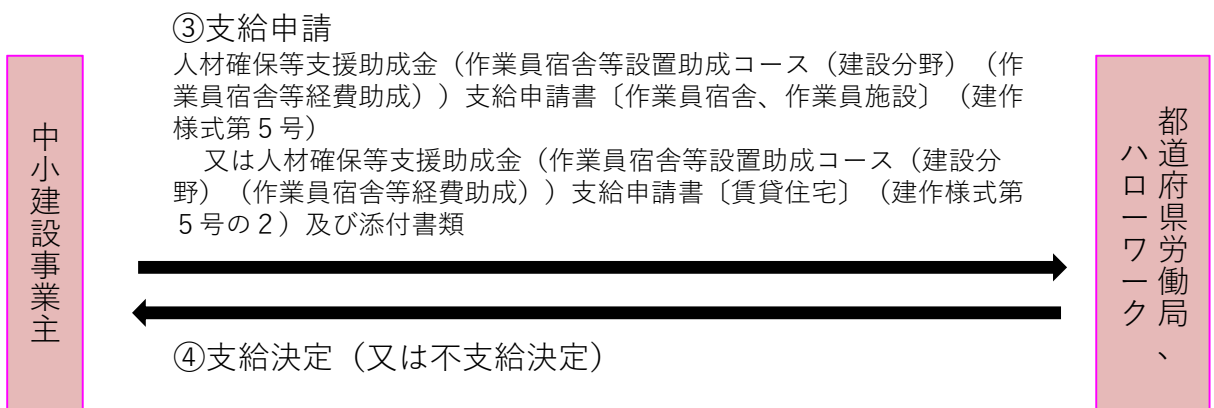 ③支給申請
人材確保等支援助成金（作業員宿舎等設置助成コース（建設分野）（作
業員宿舎等経費助成））支給申請書〔作業員宿舎、作業員施設〕（建作
様式第５号）
　又は人材確保等支援助成金（作業員宿舎等設置助成コース（建設分
野）（作業員宿舎等経費助成））支給申請書〔賃貸住宅〕（建作様式第
５号の２）及び添付書類
中小建設事業主
都道府県労働局、
ハローワーク
④支給決定（又は不支給決定）